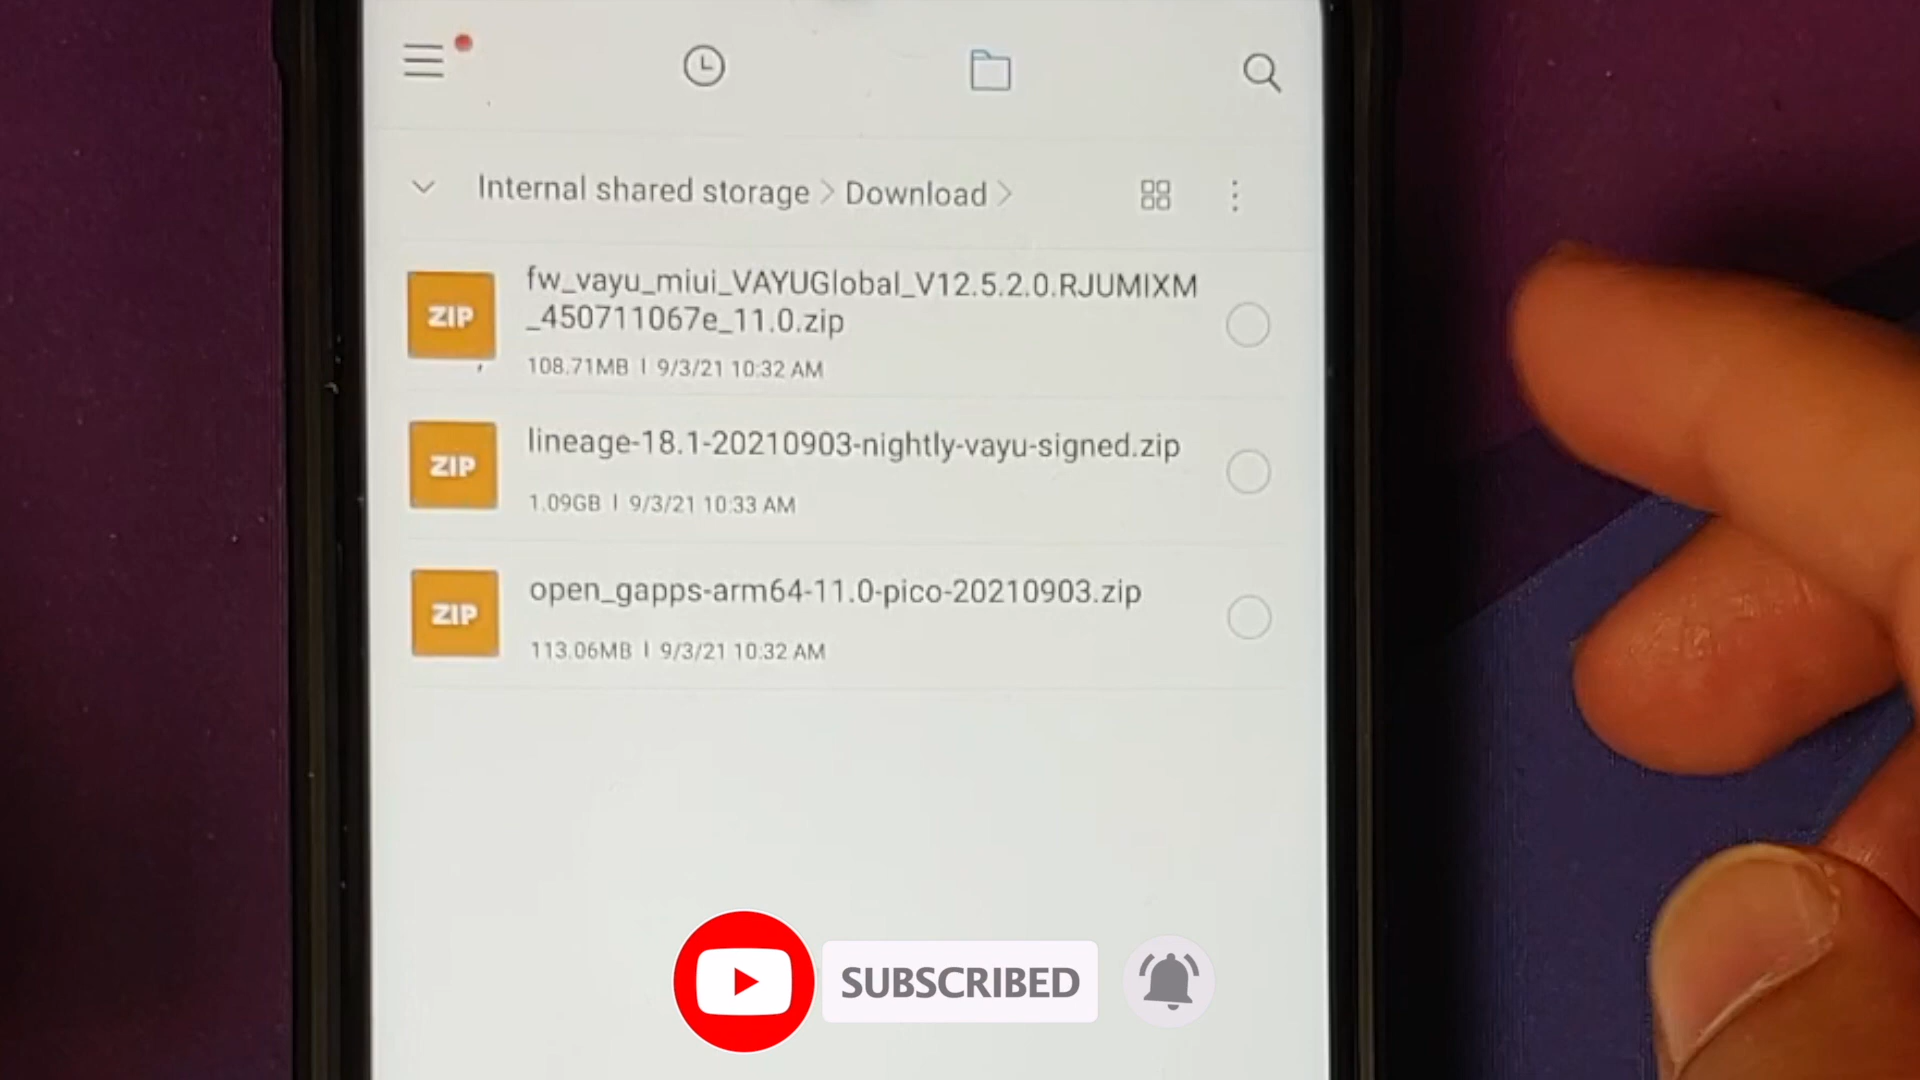 Internal shared storage > Download >
fw_vayu_miui_VAYUGlobal_V12.5.2.0.RJUMIXM
_450711067e_11.0.zip
108.71MB | 9/3/21 10:32 AM
ZIP
lineage-18.1-20210903-nightly-vayu-signed.zip
1.09GB | 9/3/21 10:33 AM
ZIP
open_gapps-arm64-11.0-pico-20210903.zip
113.06MB | 9/3/21 10:32 AM
ZIP
SUBSCRIBED